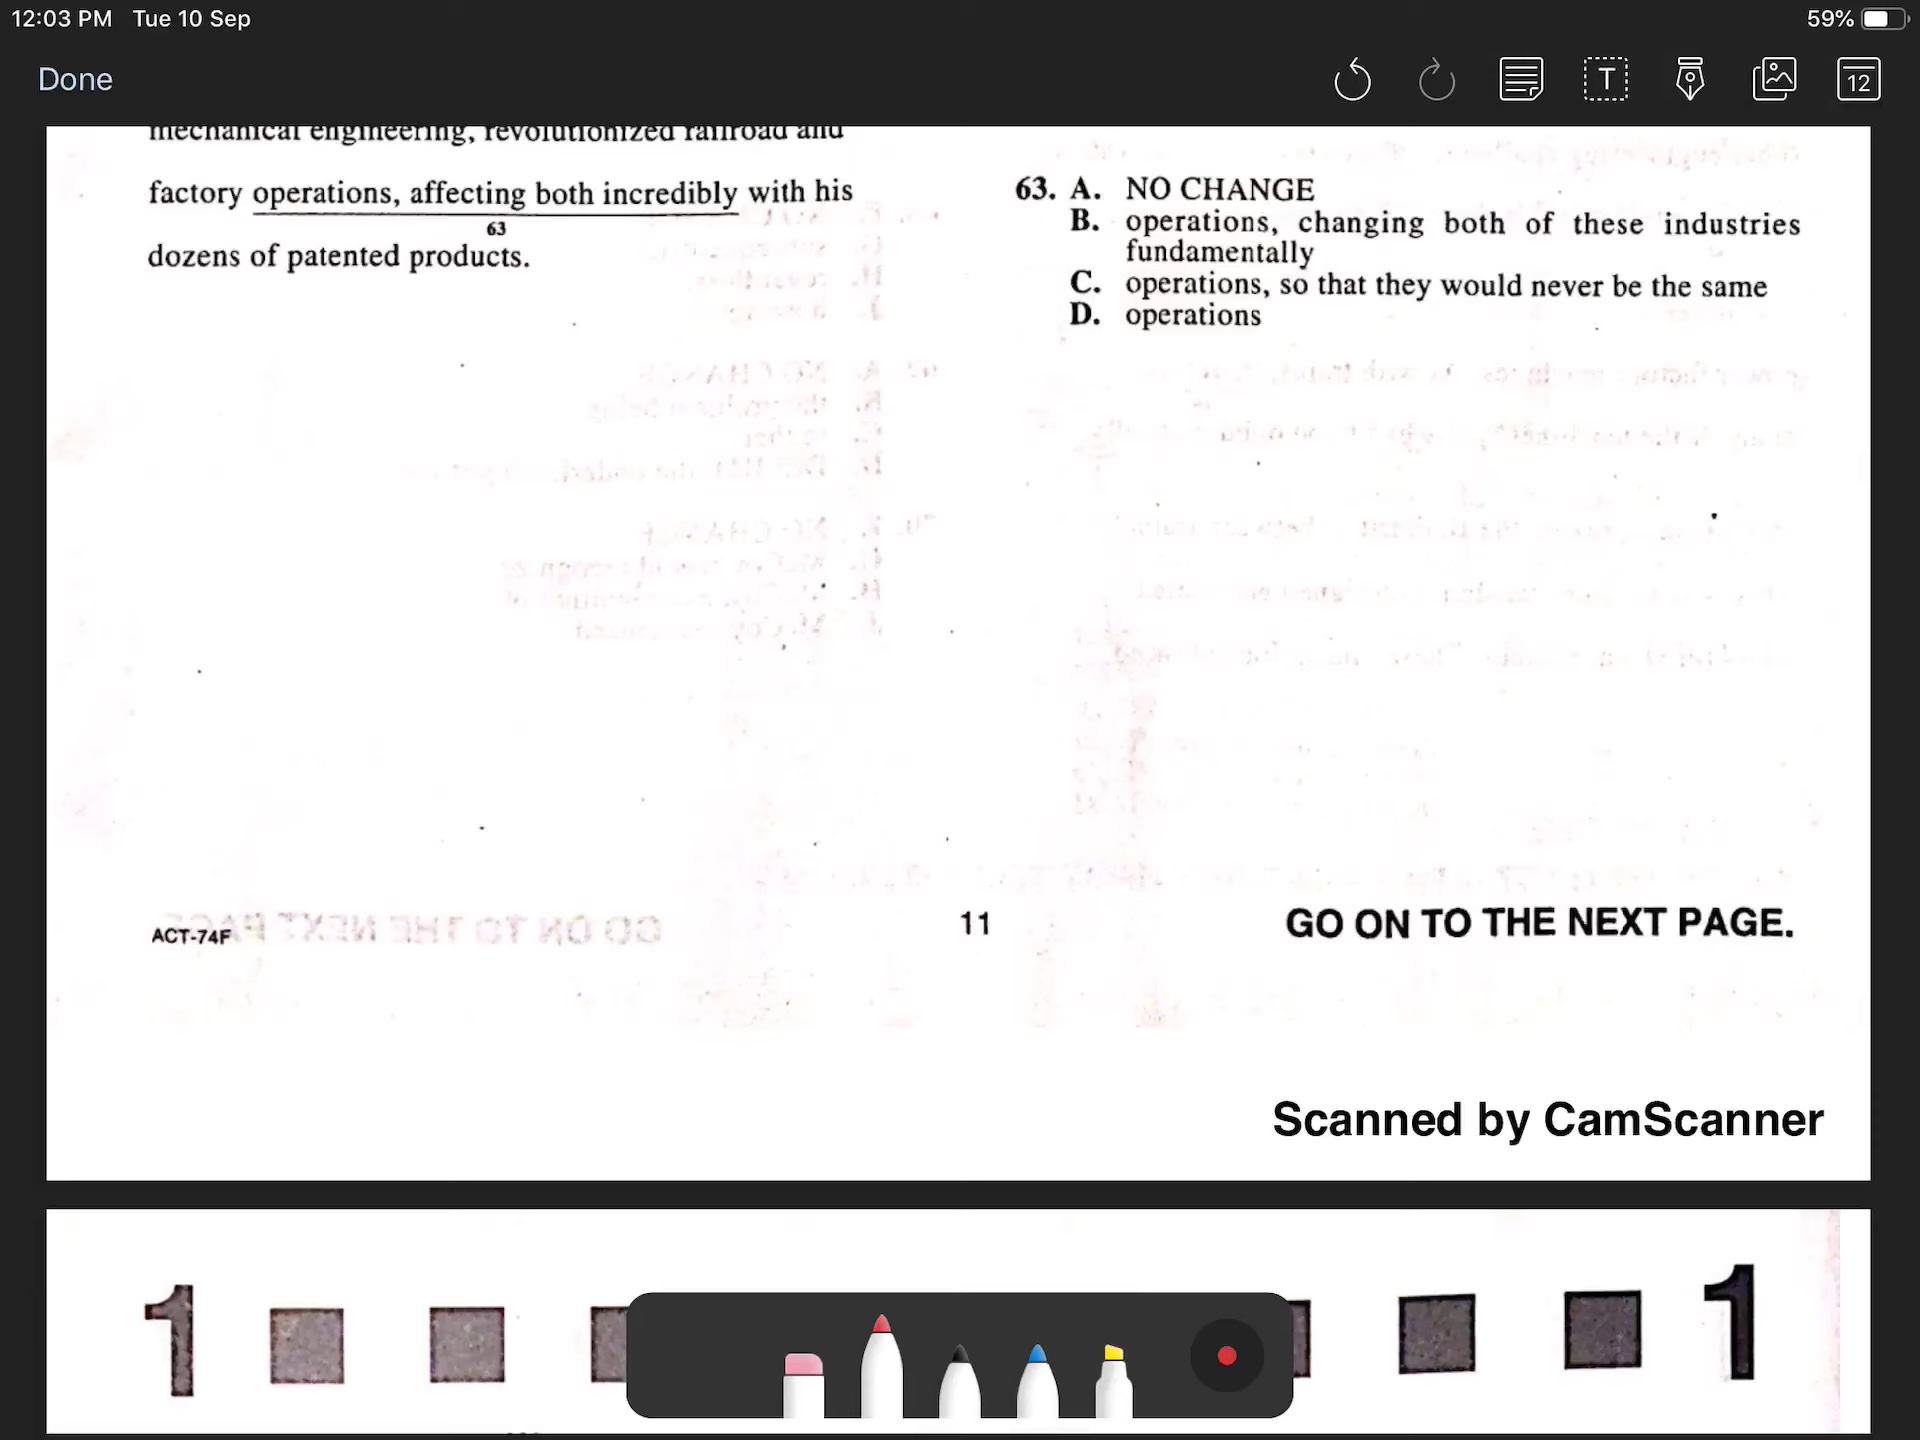 12:03 PM Tue 10 Sep
59%
Done
T
12
mechanical engineering, revolutionized railroad and
factory operations, affecting both incredibly with his
63
dozens of patented products.
63. A. NO CHANGE
B. operations, changing both of these industries
fundamentally
C. operations, so that they would never be the same
D. operations
ACT-74F
11
GO ON TO THE NEXT PAGE.
Scanned by CamScanner
1
1